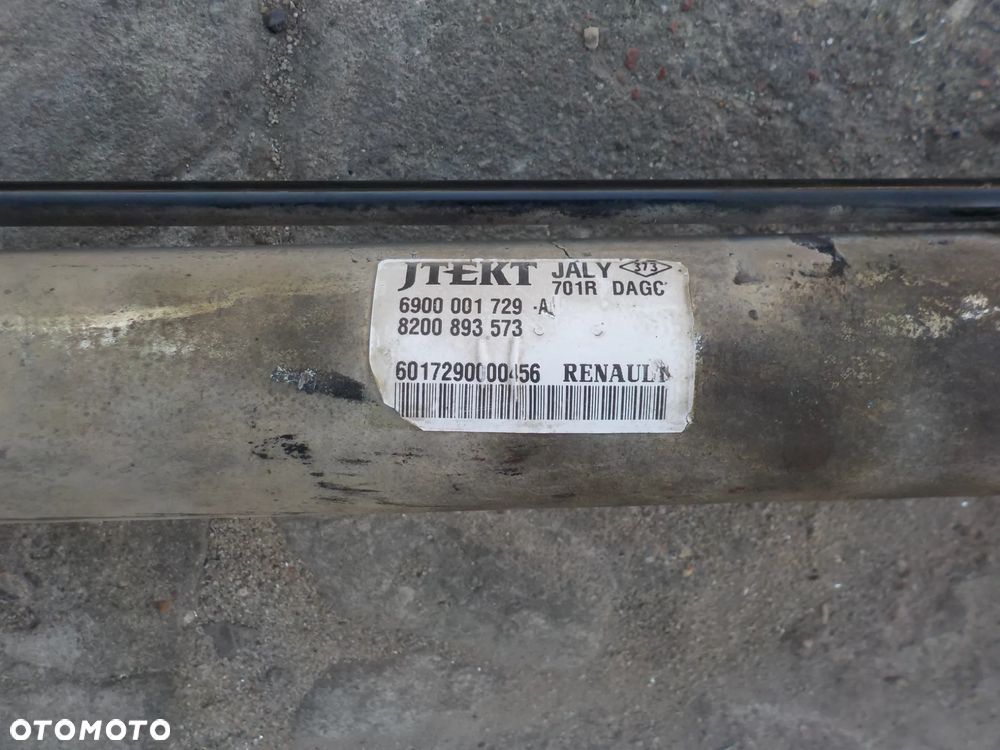 JTEKT JALY 373
701R DAGC
6900 001 729 -A
8200 893 573
6017290000456 RENAULT
OTOMOTO